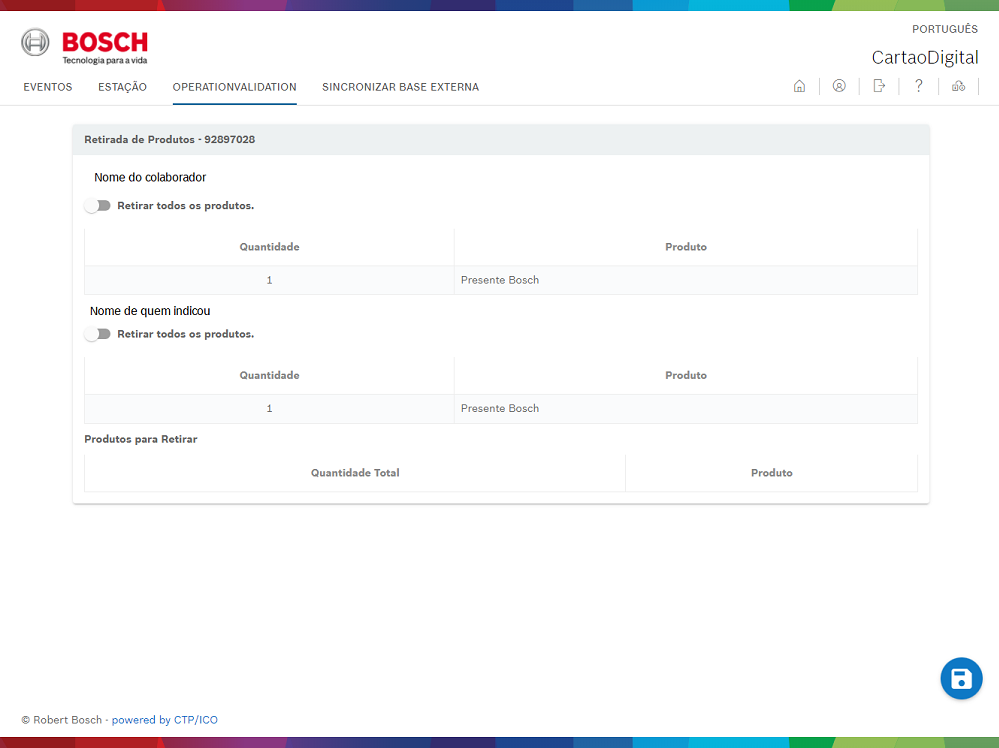 PORTUGUÊS
BOSCH
Tecnologia para a vida
CartaoDigital
EVENTOS ESTAÇÃO OPERATIONVALIDATION SINCRONIZAR BASE EXTERNA ?
Retirada de Produtos - 92897028
Nome do colaborador
Retirar todos os produtos.
Quantidade Produto
1 Presente Bosch
Nome de quem indicou
Retirar todos os produtos.
Quantidade Produto
1 Presente Bosch
Produtos para Retirar
Quantidade Total Produto
© Robert Bosch - powered by CTP/ICO